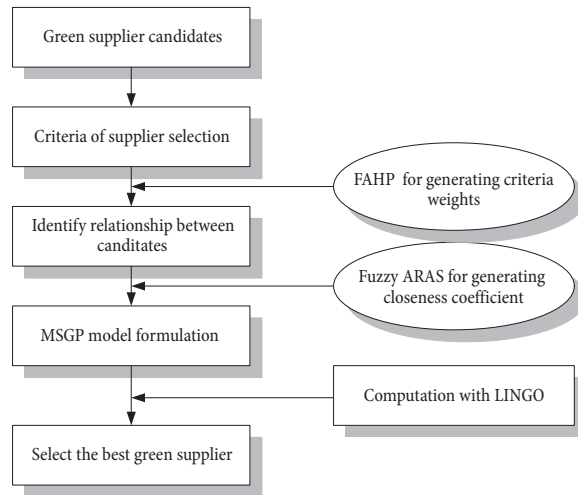 Green supplier candidates
Criteria of supplier selection
FAHP for generating criteria
weights
Identify relationship between
canditates
Fuzzy ARAS for generating
closeness coefficient
MSGP model formulation
Computation with LINGO
Select the best green supplier